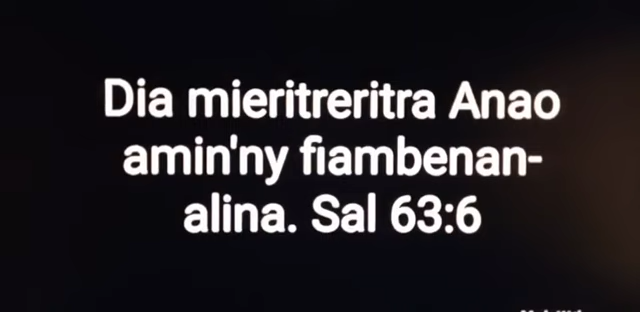 Dia mieritreritra Anao
amin'ny fiambenan-
alina. Sal 63:6